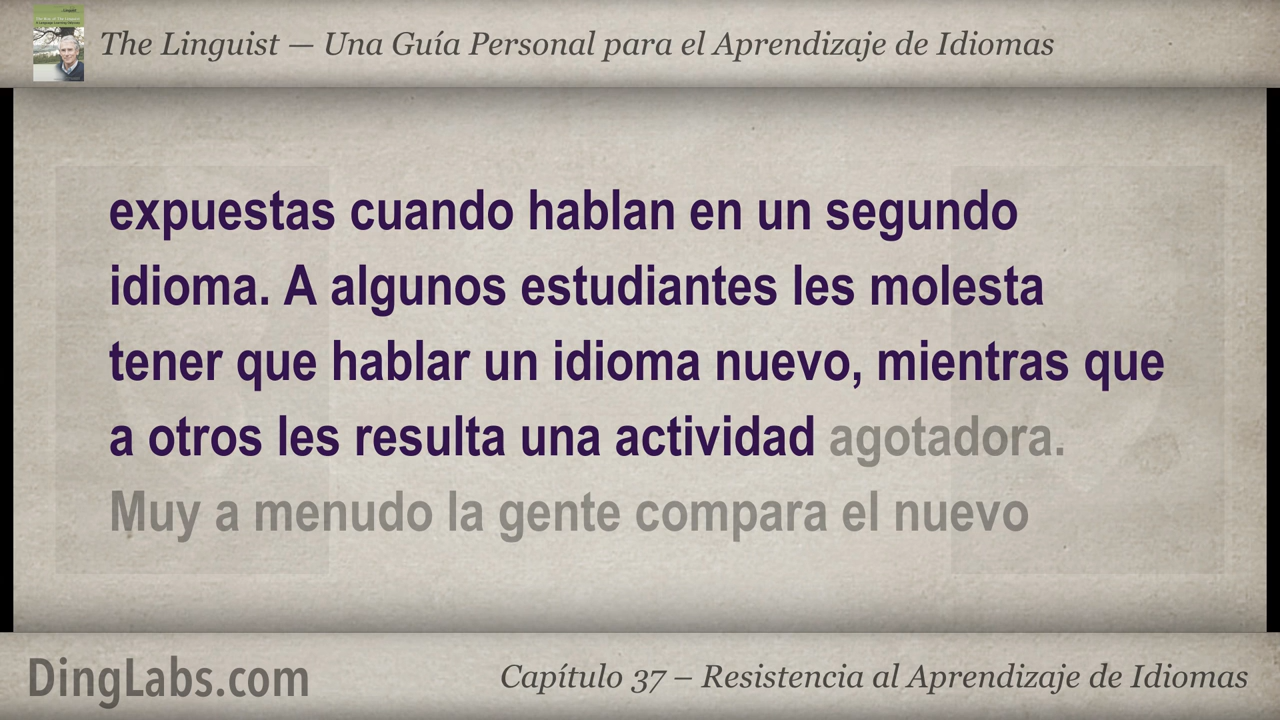 The Linguist — Una Guía Personal para el Aprendizaje de Idiomas
expuestas cuando hablan en un segundo
idioma. A algunos estudiantes les molesta
tener que hablar un idioma nuevo, mientras que
a otros les resulta una actividad agotadora.
Muy a menudo la gente compara el nuevo
DingLabs.com
Capítulo 37 – Resistencia al Aprendizaje de Idiomas